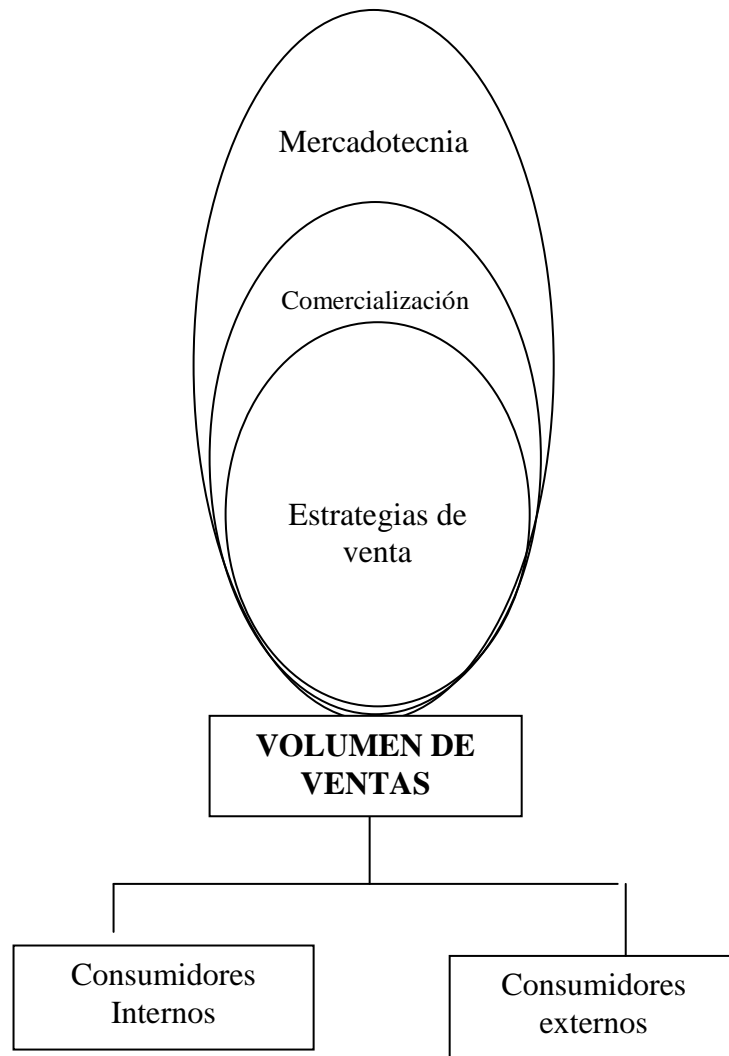 Mercadotecnia
Comercialización
Estrategias de
venta
VOLUMEN DE
VENTAS
Consumidores
Internos
Consumidores
externos